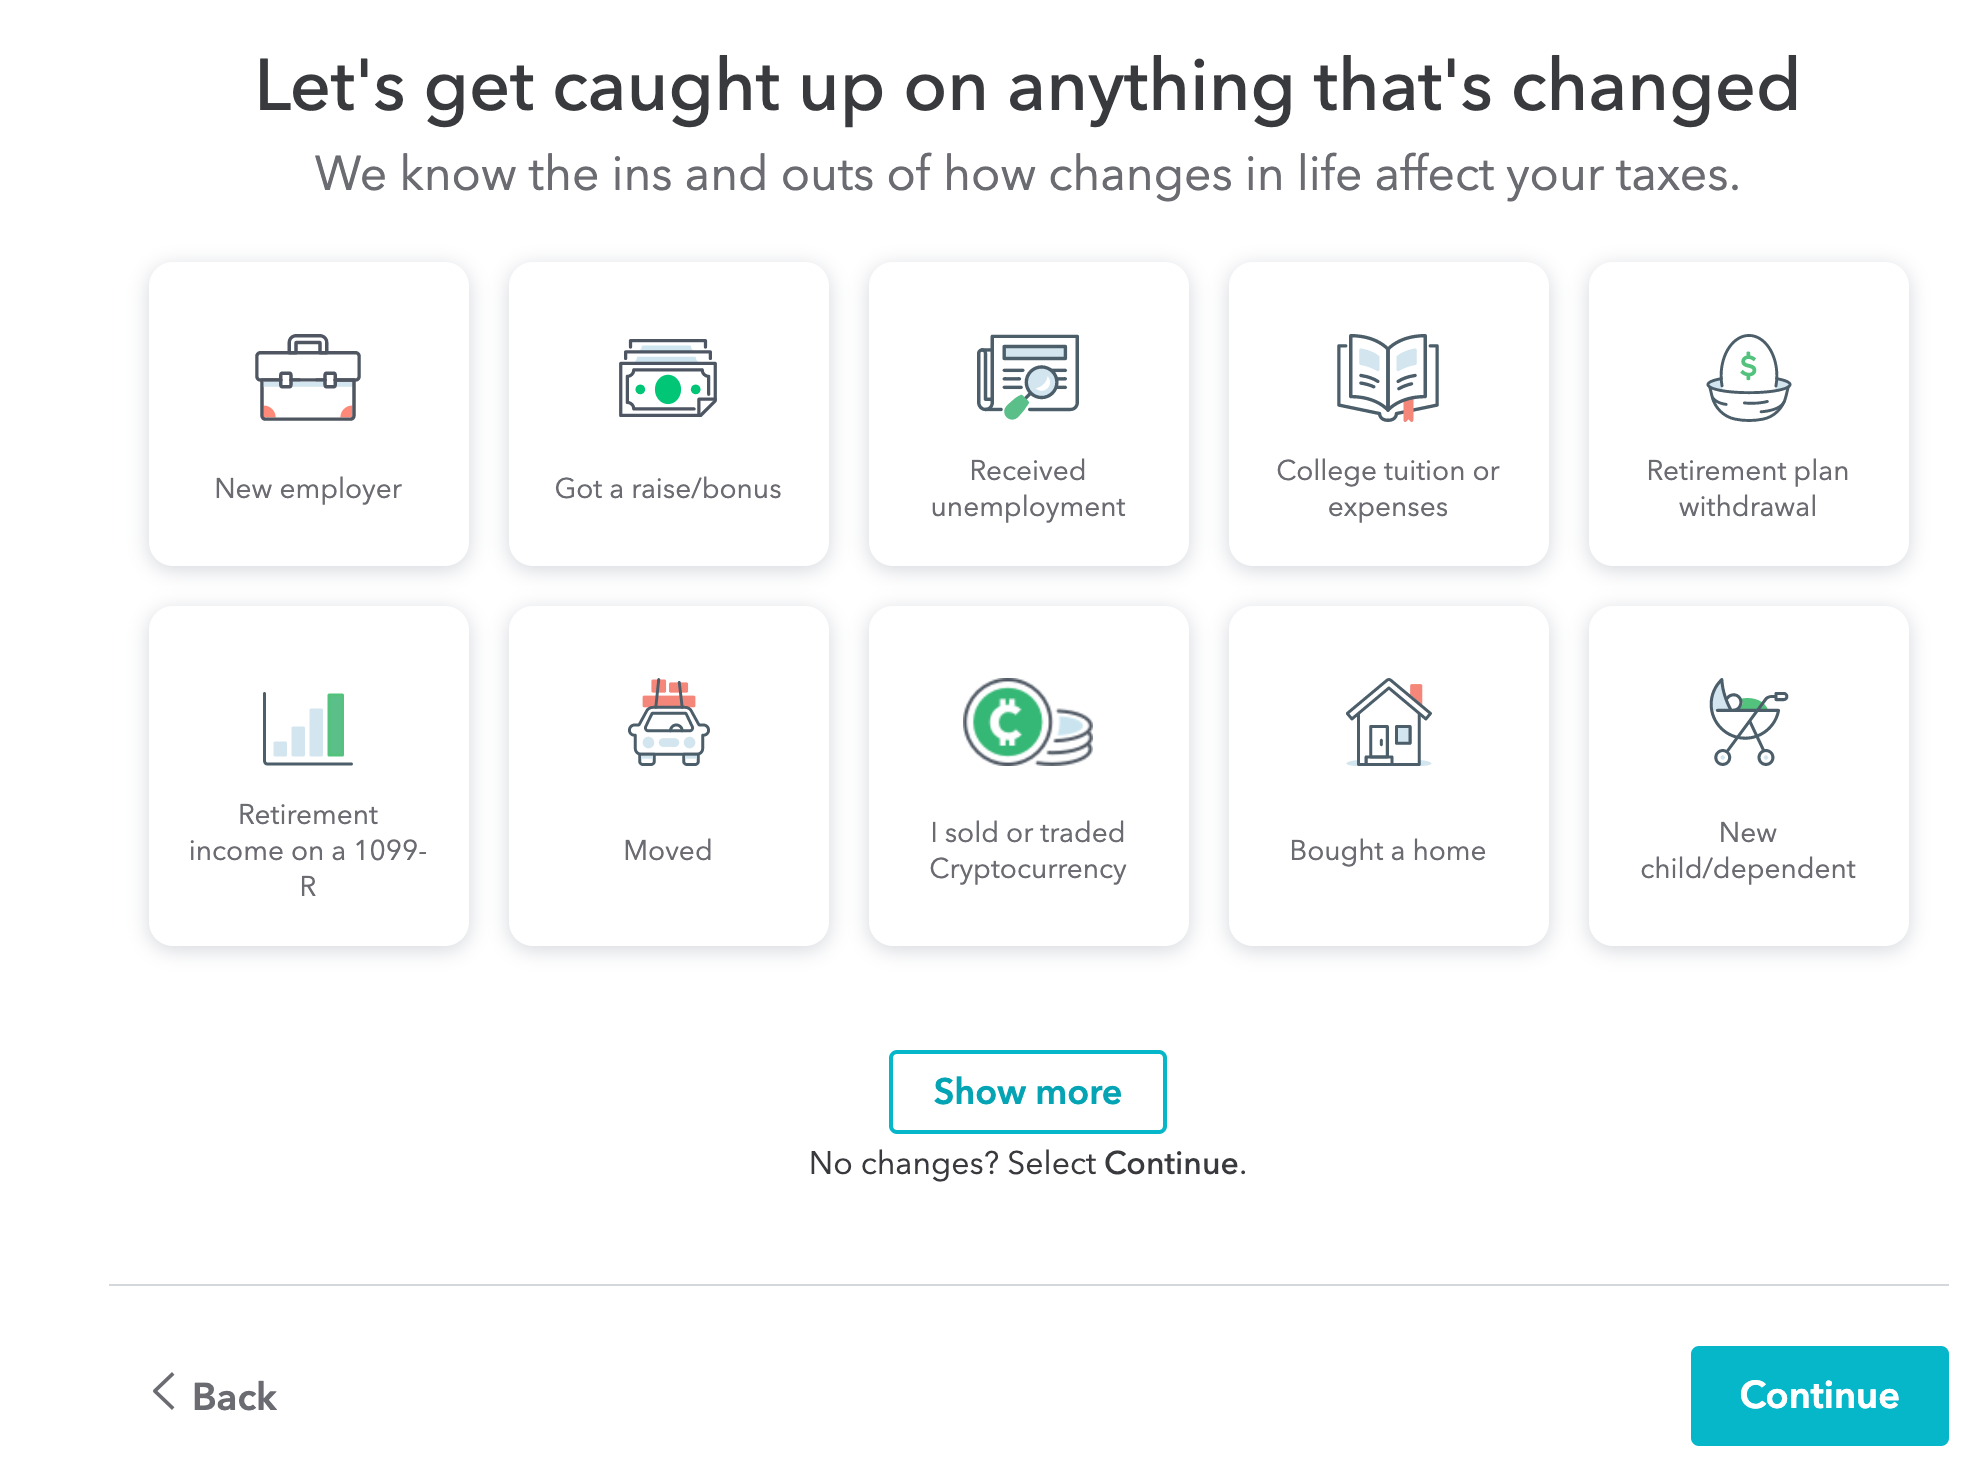 Let's get caught up on anything that's changed
We know the ins and outs of how changes in life affect your taxes.
New employer
Got a raise/bonus
Received
unemployment
College tuition or
expenses
$
Retirement plan
withdrawal
Retirement
income on a 1099-
R
Moved
I sold or traded
Cryptocurrency
Bought a home
New
child/dependent
Show more
No changes? Select Continue.
Back
Continue